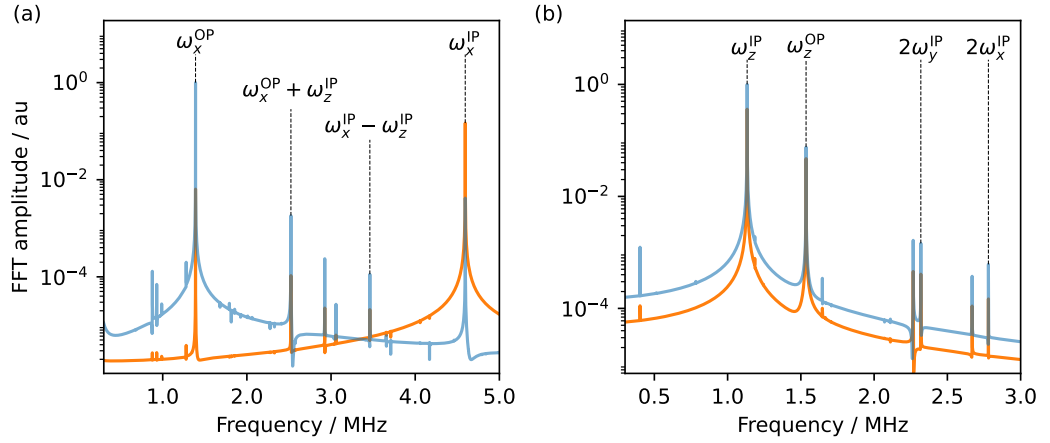 (a)
ω_x^OP
ω_x^IP
ω_x^OP + ω_z^IP
ω_x^IP − ω_z^IP
10^0
10^−2
10^−4
FFT amplitude / au
1.0 2.0 3.0 4.0 5.0
Frequency / MHz
(b)
ω_z^IP ω_z^OP 2ω_y^IP 2ω_x^IP
10^0
10^−2
10^−4
0.5 1.0 1.5 2.0 2.5 3.0
Frequency / MHz